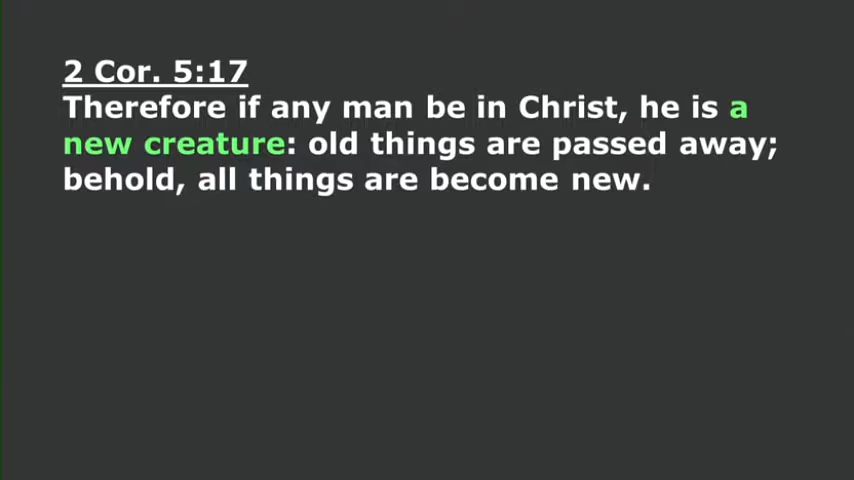 2 Cor. 5:17
Therefore if any man be in Christ, he is a
new creature: old things are passed away;
behold, all things are become new.